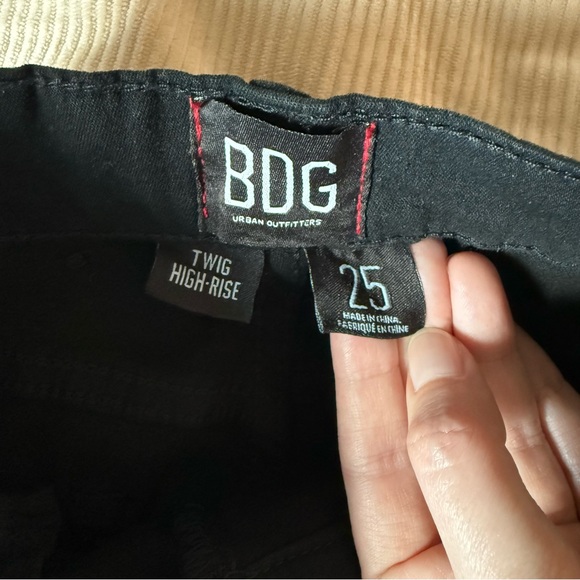 BDG
URBAN OUTFITTERS
TWIG
HIGH-RISE
25
MADE IN CHINA
FABRIQUÉ EN CHINE